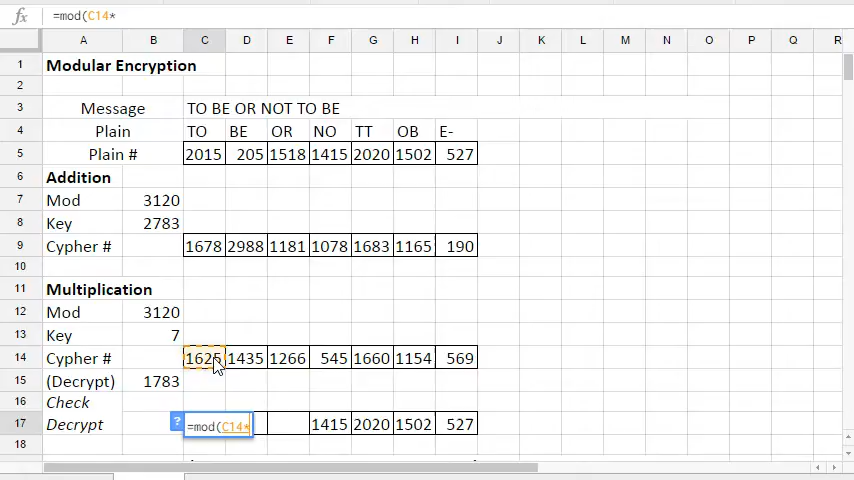 fx =mod(C14*
A B C D E F G H I J K L M N O P Q R
1 Modular Encryption
2
3 Message TO BE OR NOT TO BE
4 Plain TO BE OR NO TT OB E-
5 Plain # 2015 205 1518 1415 2020 1502 527
6 Addition
7 Mod 3120
8 Key 2783
9 Cypher # 1678 2988 1181 1078 1683 1165 190
10
11 Multiplication
12 Mod 3120
13 Key 7
14 Cypher # 1625 1435 1266 545 1660 1154 569
15 (Decrypt) 1783
16 Check
17 Decrypt ? =mod(C14* 1415 2020 1502 527
18